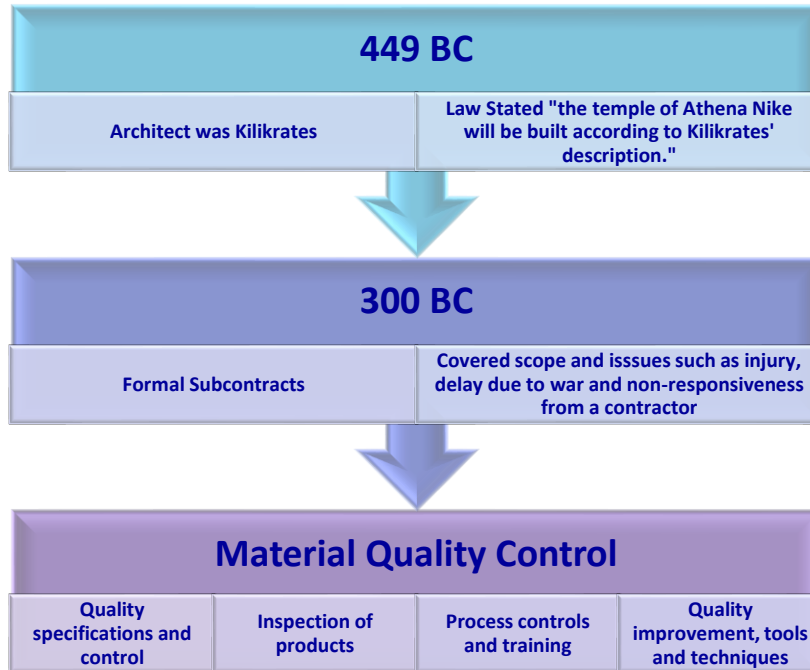 449 BC
Architect was Kilikrates
Law Stated "the temple of Athena Nike
will be built according to Kilikrates'
description."
300 BC
Formal Subcontracts
Covered scope and isssues such as injury,
delay due to war and non-responsiveness
from a contractor
Material Quality Control
Quality
specifications and
control
Inspection of
products
Process controls
and training
Quality
improvement, tools
and techniques